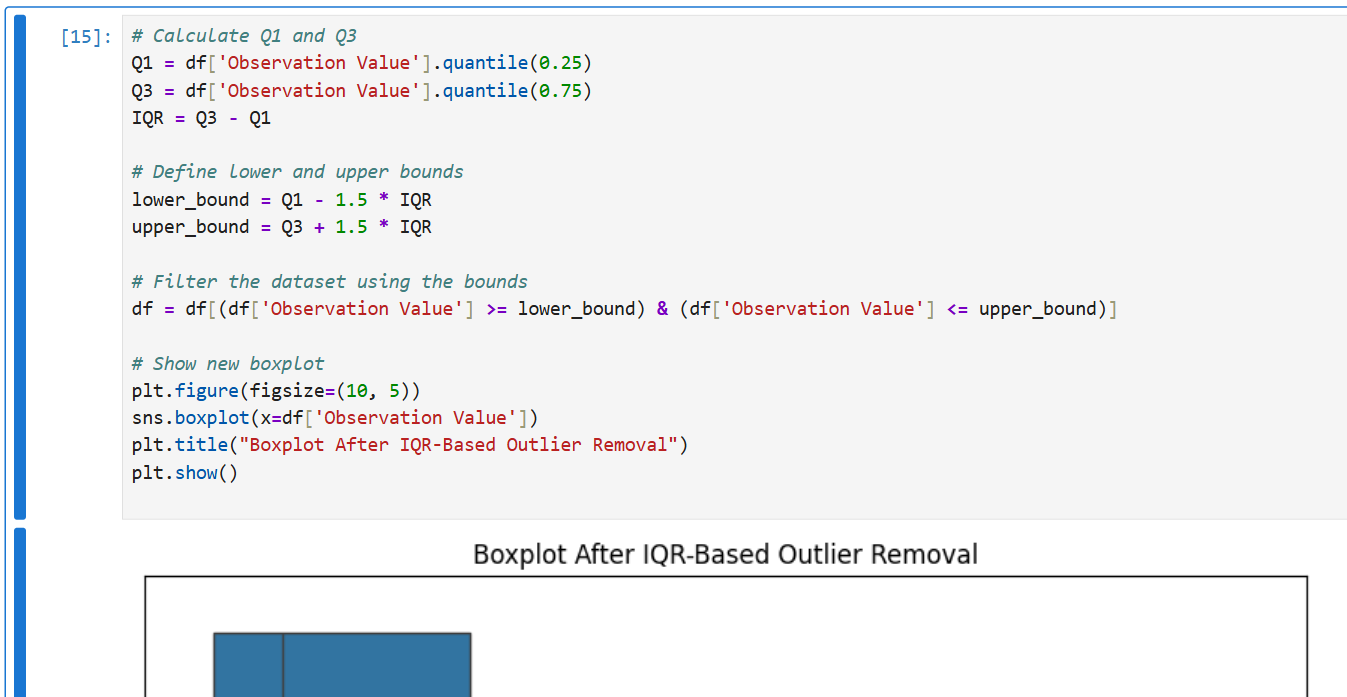 [15]: # Calculate Q1 and Q3
Q1 = df['Observation Value'].quantile(0.25)
Q3 = df['Observation Value'].quantile(0.75)
IQR = Q3 - Q1
# Define lower and upper bounds
lower_bound = Q1 - 1.5 * IQR
upper_bound = Q3 + 1.5 * IQR
# Filter the dataset using the bounds
df = df[(df['Observation Value'] >= lower_bound) & (df['Observation Value'] <= upper_bound)]
# Show new boxplot
plt.figure(figsize=(10, 5))
sns.boxplot(x=df['Observation Value'])
plt.title("Boxplot After IQR-Based Outlier Removal")
plt.show()
Boxplot After IQR-Based Outlier Removal